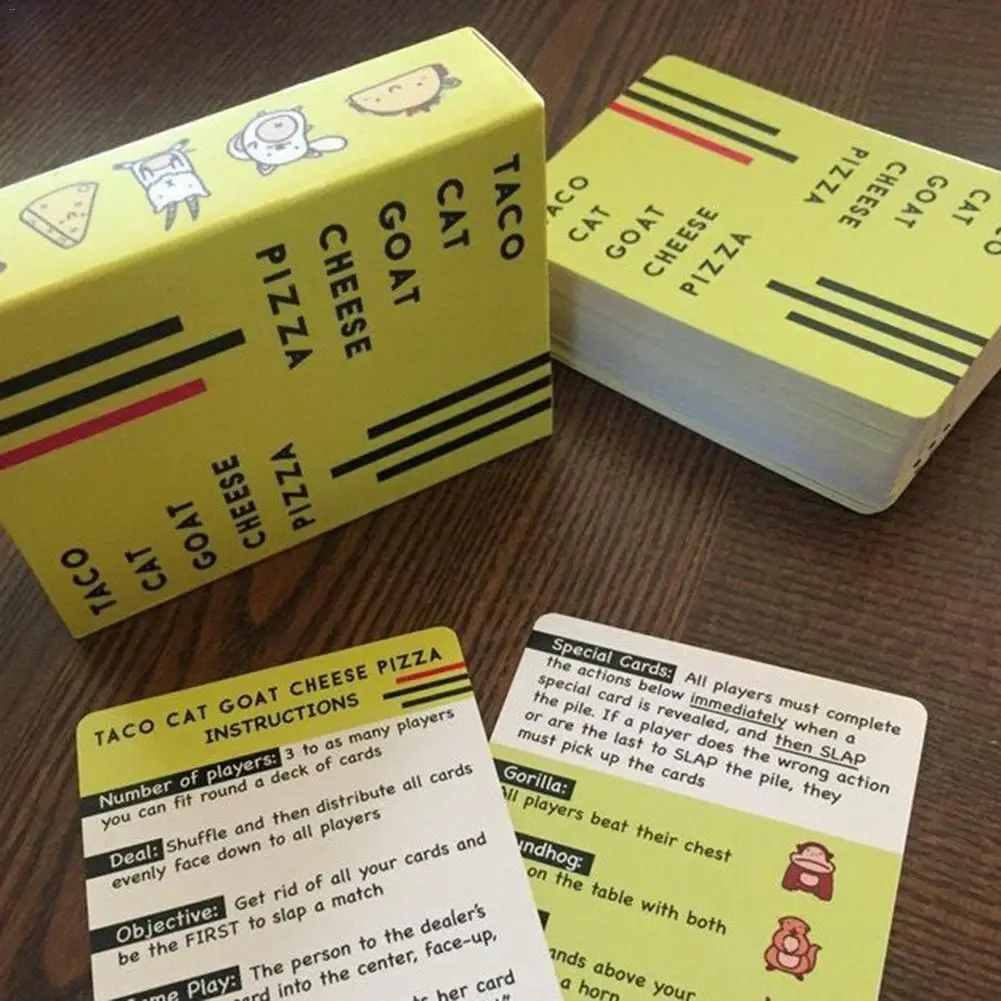 TACO
CAT
GOAT
CHEESE
PIZZA
TACO
CAT
GOAT
CHEESE
PIZZA
CAT
GOAT
CHEESE
PIZZA
CAT
GOAT
CHEESE
PIZZA
TACO CAT GOAT CHEESE PIZZA
INSTRUCTIONS
Number of players: 3 to as many players
you can fit round a deck of cards
Deal: Shuffle and then distribute all cards
evenly face down to all players
Objective: Get rid of all your cards and
be the FIRST to slap a match
Play: The person to the dealer's
into the center, face-up,
her card
Special Cards: All players must complete
the actions below immediately when a
special card is revealed, and then SLAP
the pile. If a player does the wrong action
or are the last to SLAP the pile, they
must pick up the cards
Gorilla:
All players beat their chest
on the table with both
above your
a horn